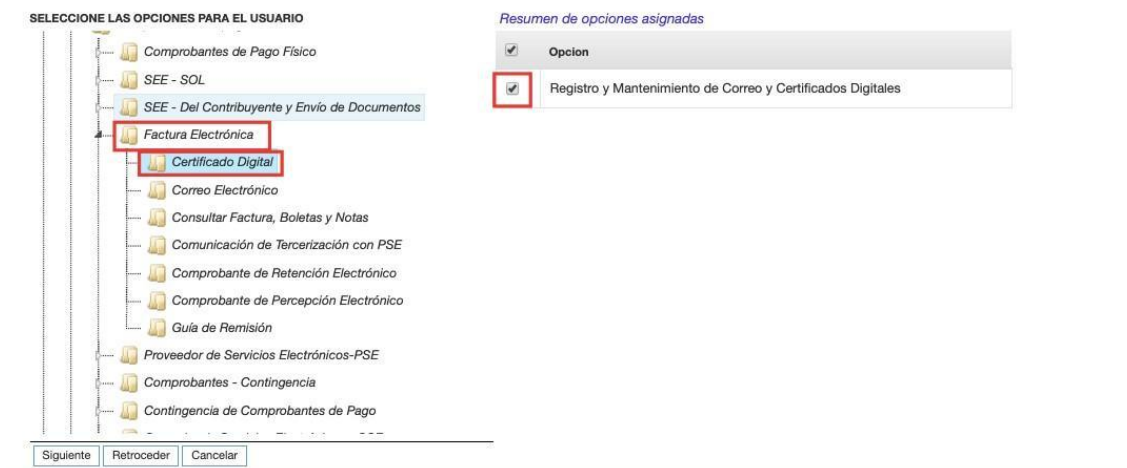 SELECCIONE LAS OPCIONES PARA EL USUARIO
Comprobantes de Pago Físico
SEE - SOL
SEE - Del Contribuyente y Envío de Documentos
Factura Electrónica
Certificado Digital
Correo Electrónico
Consultar Factura, Boletas y Notas
Comunicación de Tercerización con PSE
Comprobante de Retención Electrónico
Comprobante de Percepción Electrónico
Guía de Remisión
Proveedor de Servicios Electrónicos-PSE
Comprobantes - Contingencia
Contingencia de Comprobantes de Pago
Siguiente Retroceder Cancelar
Resumen de opciones asignadas
Opcion
Registro y Mantenimiento de Correo y Certificados Digitales